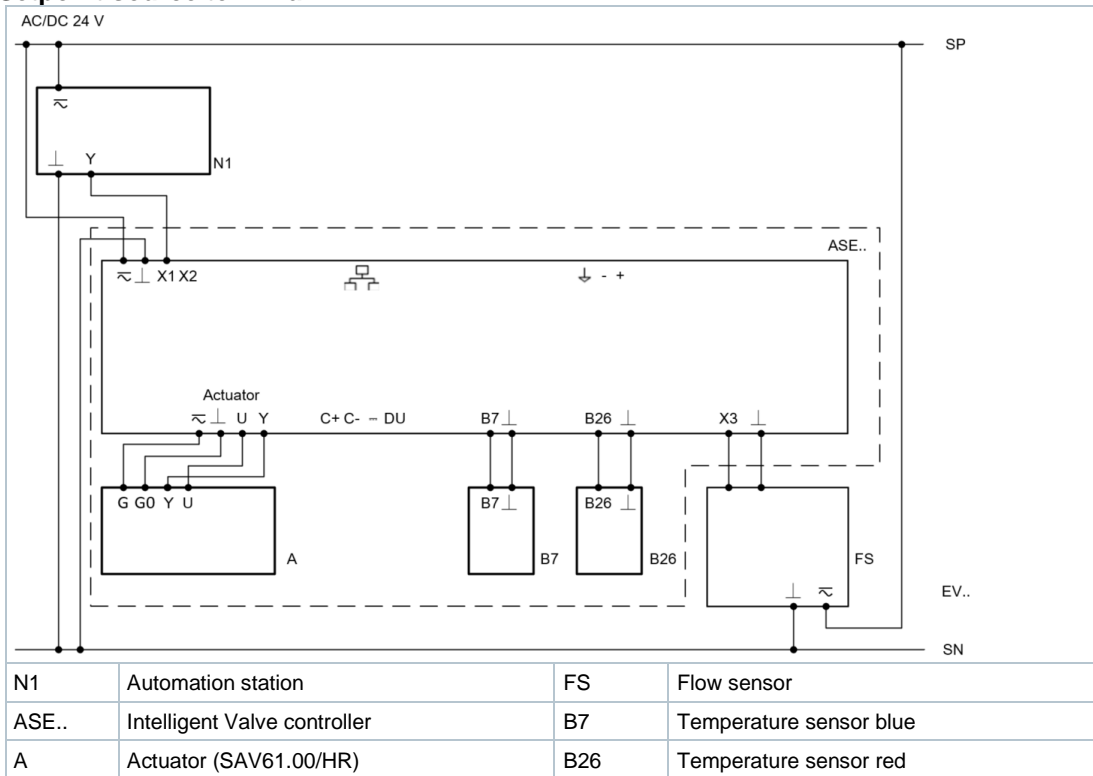 AC/DC 24 V
SP
⊥ Y
N1
ASE..
⊥ X1 X2
- +
Actuator
⊥ U Y C+ C- ⎓ DU B7 ⊥ B26 ⊥ X3 ⊥
G G0 Y U
B7 ⊥
B26 ⊥
A
B7
B26
FS
⊥
EV..
SN
N1 Automation station FS Flow sensor
ASE.. Intelligent Valve controller B7 Temperature sensor blue
A Actuator (SAV61.00/HR) B26 Temperature sensor red